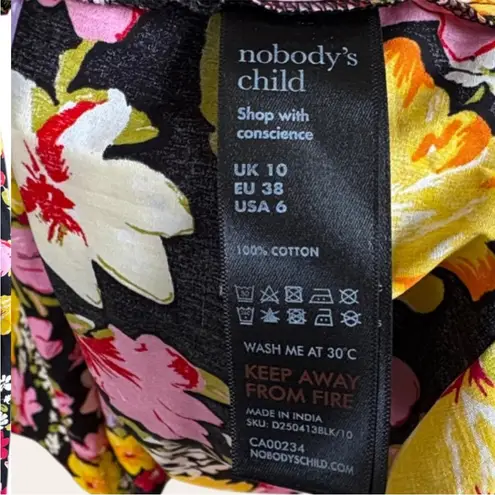 nobody's
child
Shop with
conscience
UK 10
EU 38
USA 6
100% COTTON
WASH ME AT 30°C
KEEP AWAY
FROM FIRE
MADE IN INDIA
SKU: D250413BLK/10
CA00234
NOBODYSCHILD.COM